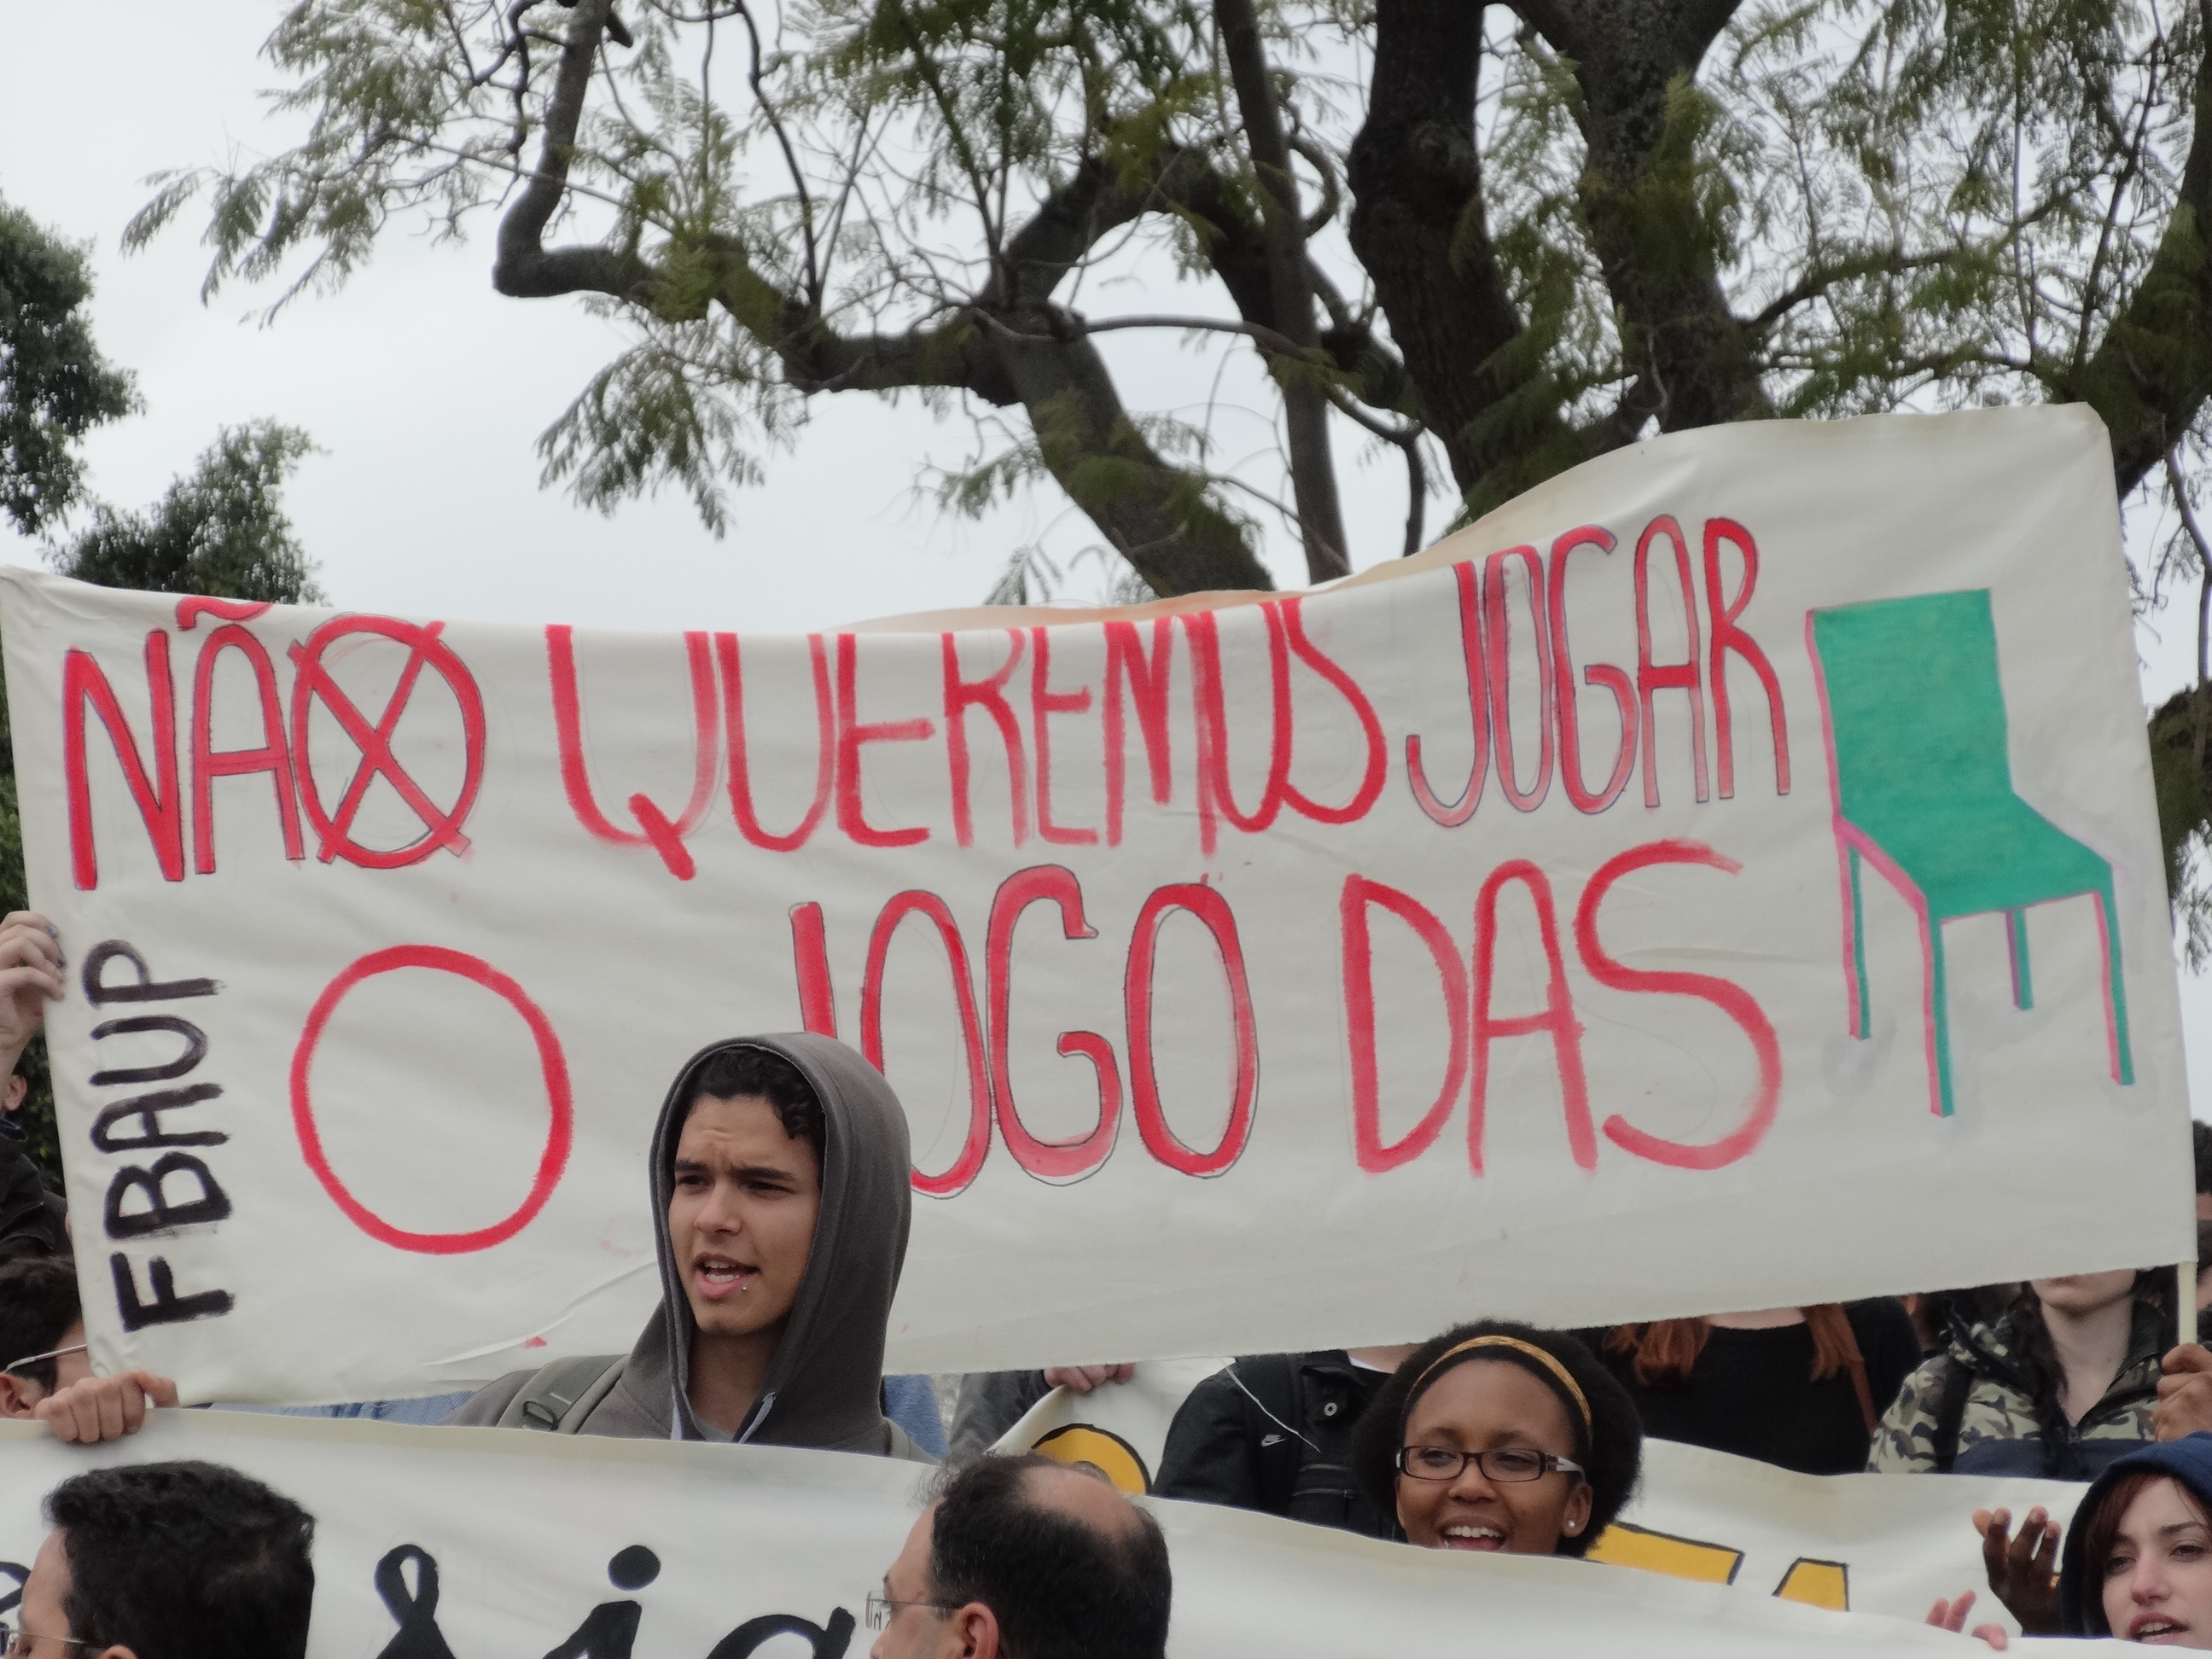 NÃO QUEREMOS JOGAR
O JOGO DAS
FBAUP